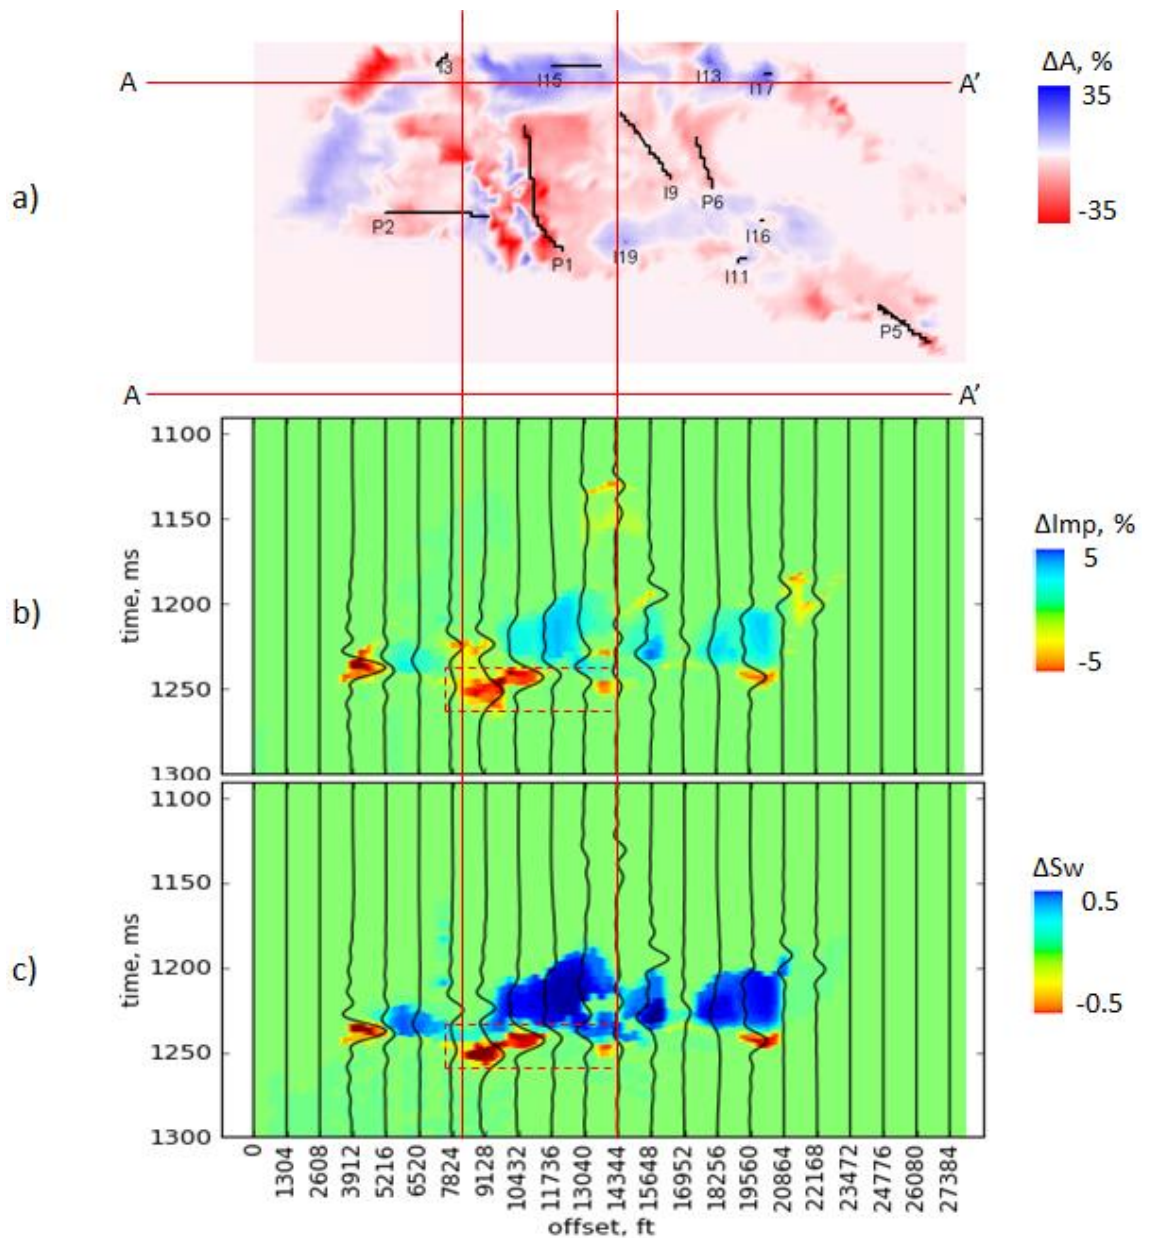 a)
A
A'
I3
I15
I13
I17
I9
P6
P2
P1
I19
I16
I11
P5
ΔA, %
35
-35
A
A'
b)
time, ms
1100
1150
1200
1250
1300
ΔImp, %
5
-5
c)
time, ms
1100
1150
1200
1250
1300
ΔSw
0.5
-0.5
0
1304
2608
3912
5216
6520
7824
9128
10432
11736
13040
14344
15648
16952
18256
19560
20864
22168
23472
24776
26080
27384
offset, ft